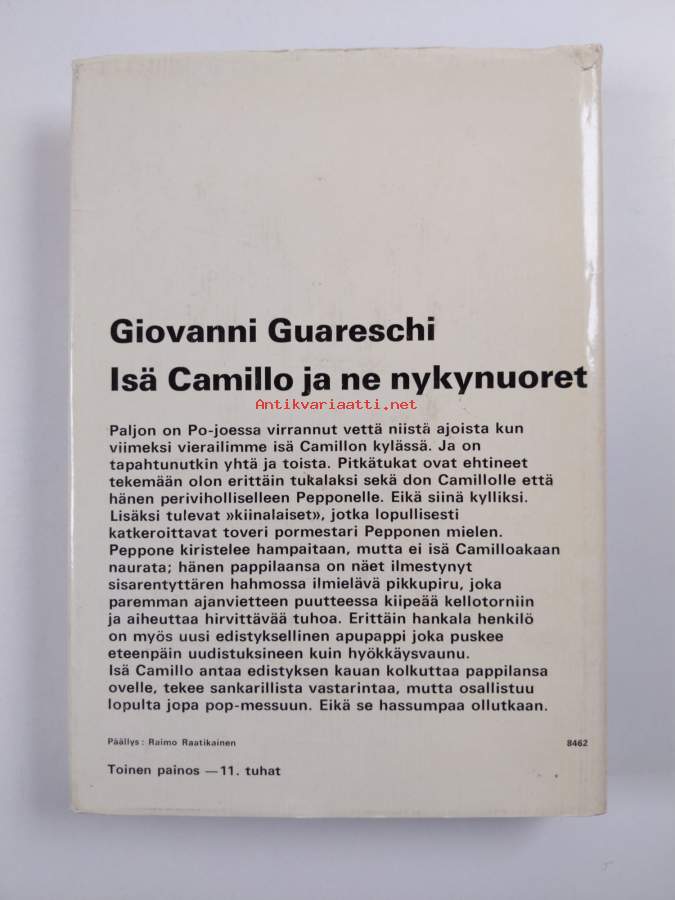 Giovanni Guareschi
Isä Camillo ja ne nykynuoret
Antikvariaatti.net
Paljon on Po-joessa virrannut vettä niistä ajoista kun
viimeksi vierailimme isä Camillon kylässä. Ja on
tapahtunutkin yhtä ja toista. Pitkätukat ovat ehtineet
tekemään olon erittäin tukalaksi sekä don Camillolle että
hänen periviholliselleen Pepponelle. Eikä siinä kylliksi.
Lisäksi tulevat »kiinalaiset», jotka lopullisesti
katkeroittavat toveri pormestari Pepponen mielen.
Peppone kiristelee hampaitaan, mutta ei isä Camilloakaan
naurata; hänen pappilaansa on näet ilmestynyt
sisarentyttären hahmossa ilmielävä pikkupiru, joka
paremman ajanvietteen puutteessa kiipeää kellotorniin
ja aiheuttaa hirvittävää tuhoa. Erittäin hankala henkilö
on myös uusi edistyksellinen apupappi joka puskee
eteenpäin uudistuksineen kuin hyökkäysvaunu.
Isä Camillo antaa edistyksen kauan kolkuttaa pappilansa
ovelle, tekee sankarillista vastarintaa, mutta osallistuu
lopulta jopa pop-messuun. Eikä se hassumpaa ollutkaan.
Päällys: Raimo Raatikainen 8462
Toinen painos — 11. tuhat